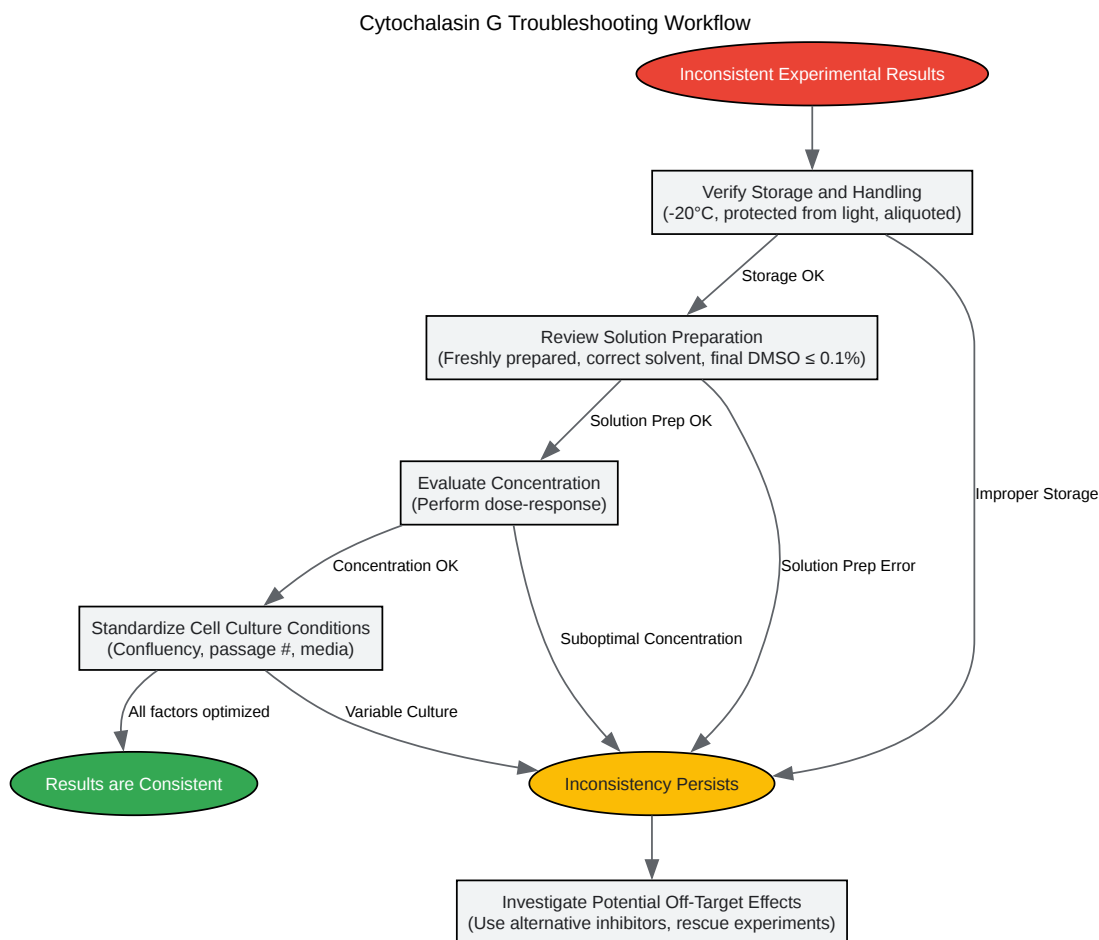 Cytochalasin G Troubleshooting Workflow
Inconsistent Experimental Results
Verify Storage and Handling
(-20°C, protected from light, aliquoted)
Storage OK
Review Solution Preparation
(Freshly prepared, correct solvent, final DMSO ≤ 0.1%)
Solution Prep OK
Evaluate Concentration
(Perform dose-response)
Improper Storage
Concentration OK
Solution Prep Error
Standardize Cell Culture Conditions
(Confluency, passage #, media)
Suboptimal Concentration
All factors optimized
Variable Culture
Results are Consistent
Inconsistency Persists
Investigate Potential Off-Target Effects
(Use alternative inhibitors, rescue experiments)